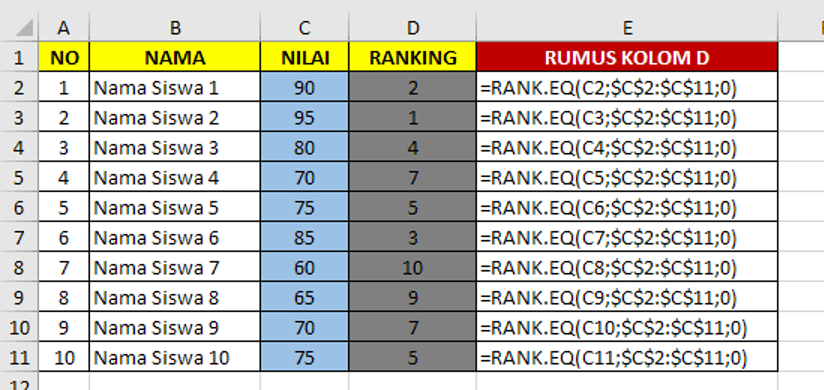 A B C D E
1 NO NAMA NILAI RANKING RUMUS KOLOM D
2 1 Nama Siswa 1 90 2 =RANK.EQ(C2;$C$2:$C$11;0)
3 2 Nama Siswa 2 95 1 =RANK.EQ(C3;$C$2:$C$11;0)
4 3 Nama Siswa 3 80 4 =RANK.EQ(C4;$C$2:$C$11;0)
5 4 Nama Siswa 4 70 7 =RANK.EQ(C5;$C$2:$C$11;0)
6 5 Nama Siswa 5 75 5 =RANK.EQ(C6;$C$2:$C$11;0)
7 6 Nama Siswa 6 85 3 =RANK.EQ(C7;$C$2:$C$11;0)
8 7 Nama Siswa 7 60 10 =RANK.EQ(C8;$C$2:$C$11;0)
9 8 Nama Siswa 8 65 9 =RANK.EQ(C9;$C$2:$C$11;0)
10 9 Nama Siswa 9 70 7 =RANK.EQ(C10;$C$2:$C$11;0)
11 10 Nama Siswa 10 75 5 =RANK.EQ(C11;$C$2:$C$11;0)
12